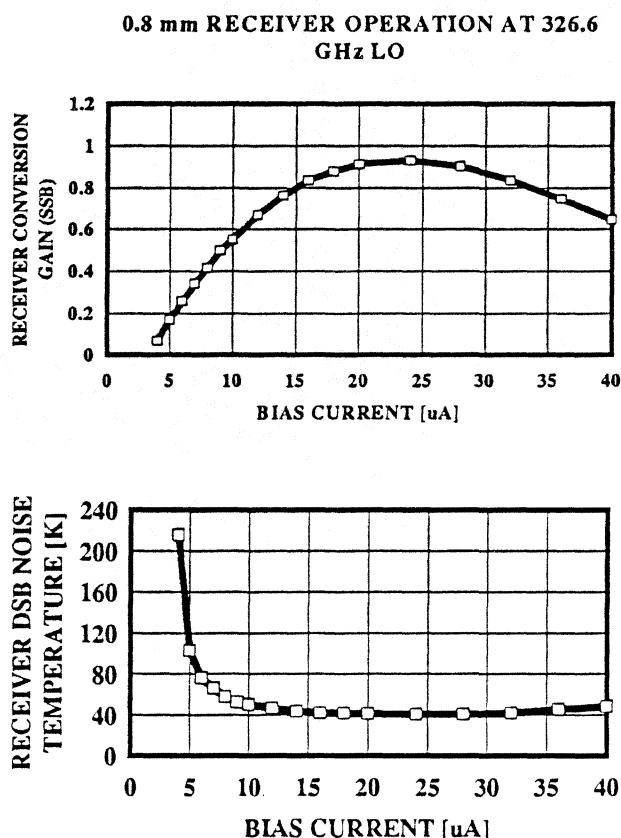 0.8 mm RECEIVER OPERATION AT 326.6
GHz LO
RECEIVER CONVERSION
GAIN (SSB)
1.2
1
0.8
0.6
0.4
0.2
0
0 5 10 15 20 25 30 35 40
BIAS CURRENT [uA]
RECEIVER DSB NOISE
TEMPERATURE [K]
240
200
160
120
80
40
0
0 5 10 15 20 25 30 35 40
BIAS CURRENT [uA]